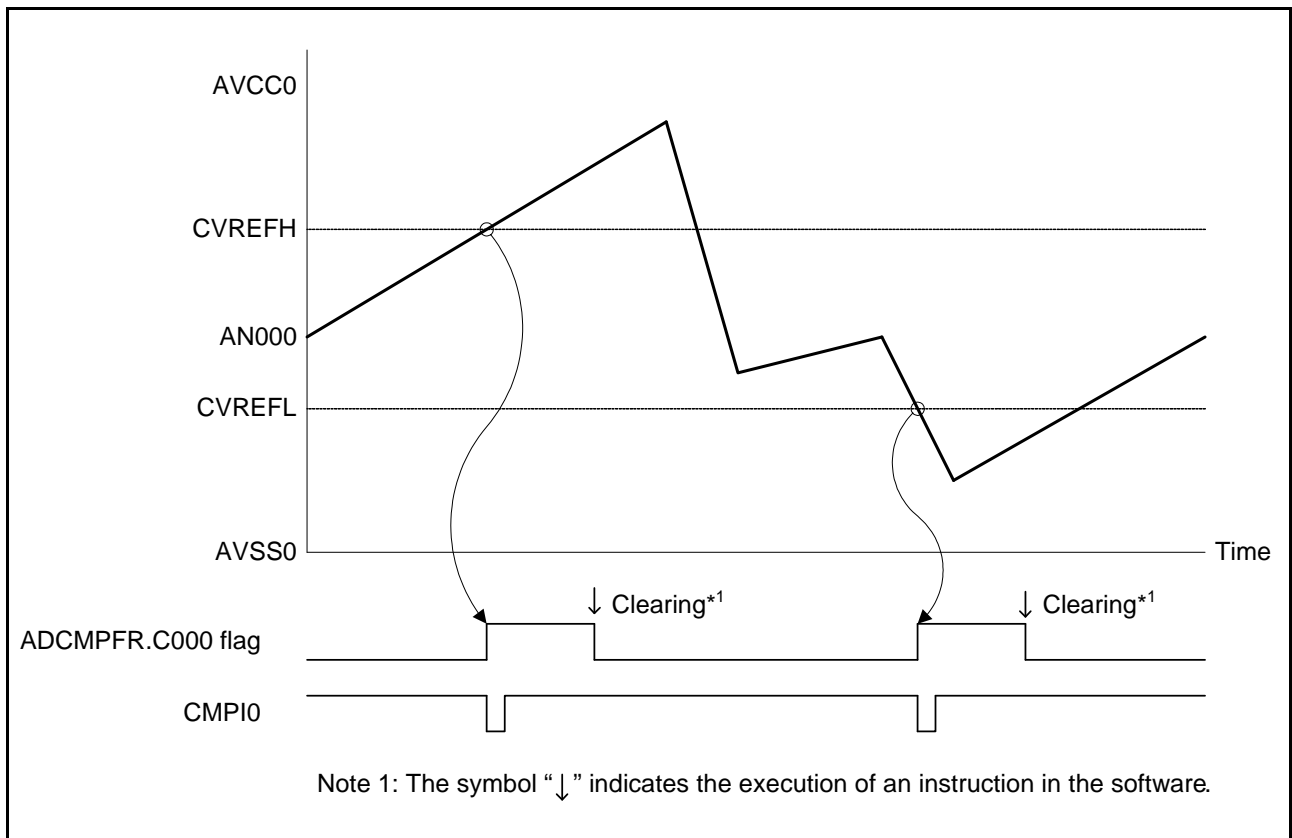 AVCC0
CVREFH
AN000
CVREFL
AVSS0
Time
↓ Clearing*1
↓ Clearing*1
ADCMPFR.C000 flag
CMPI0
Note 1: The symbol “↓” indicates the execution of an instruction in the software.